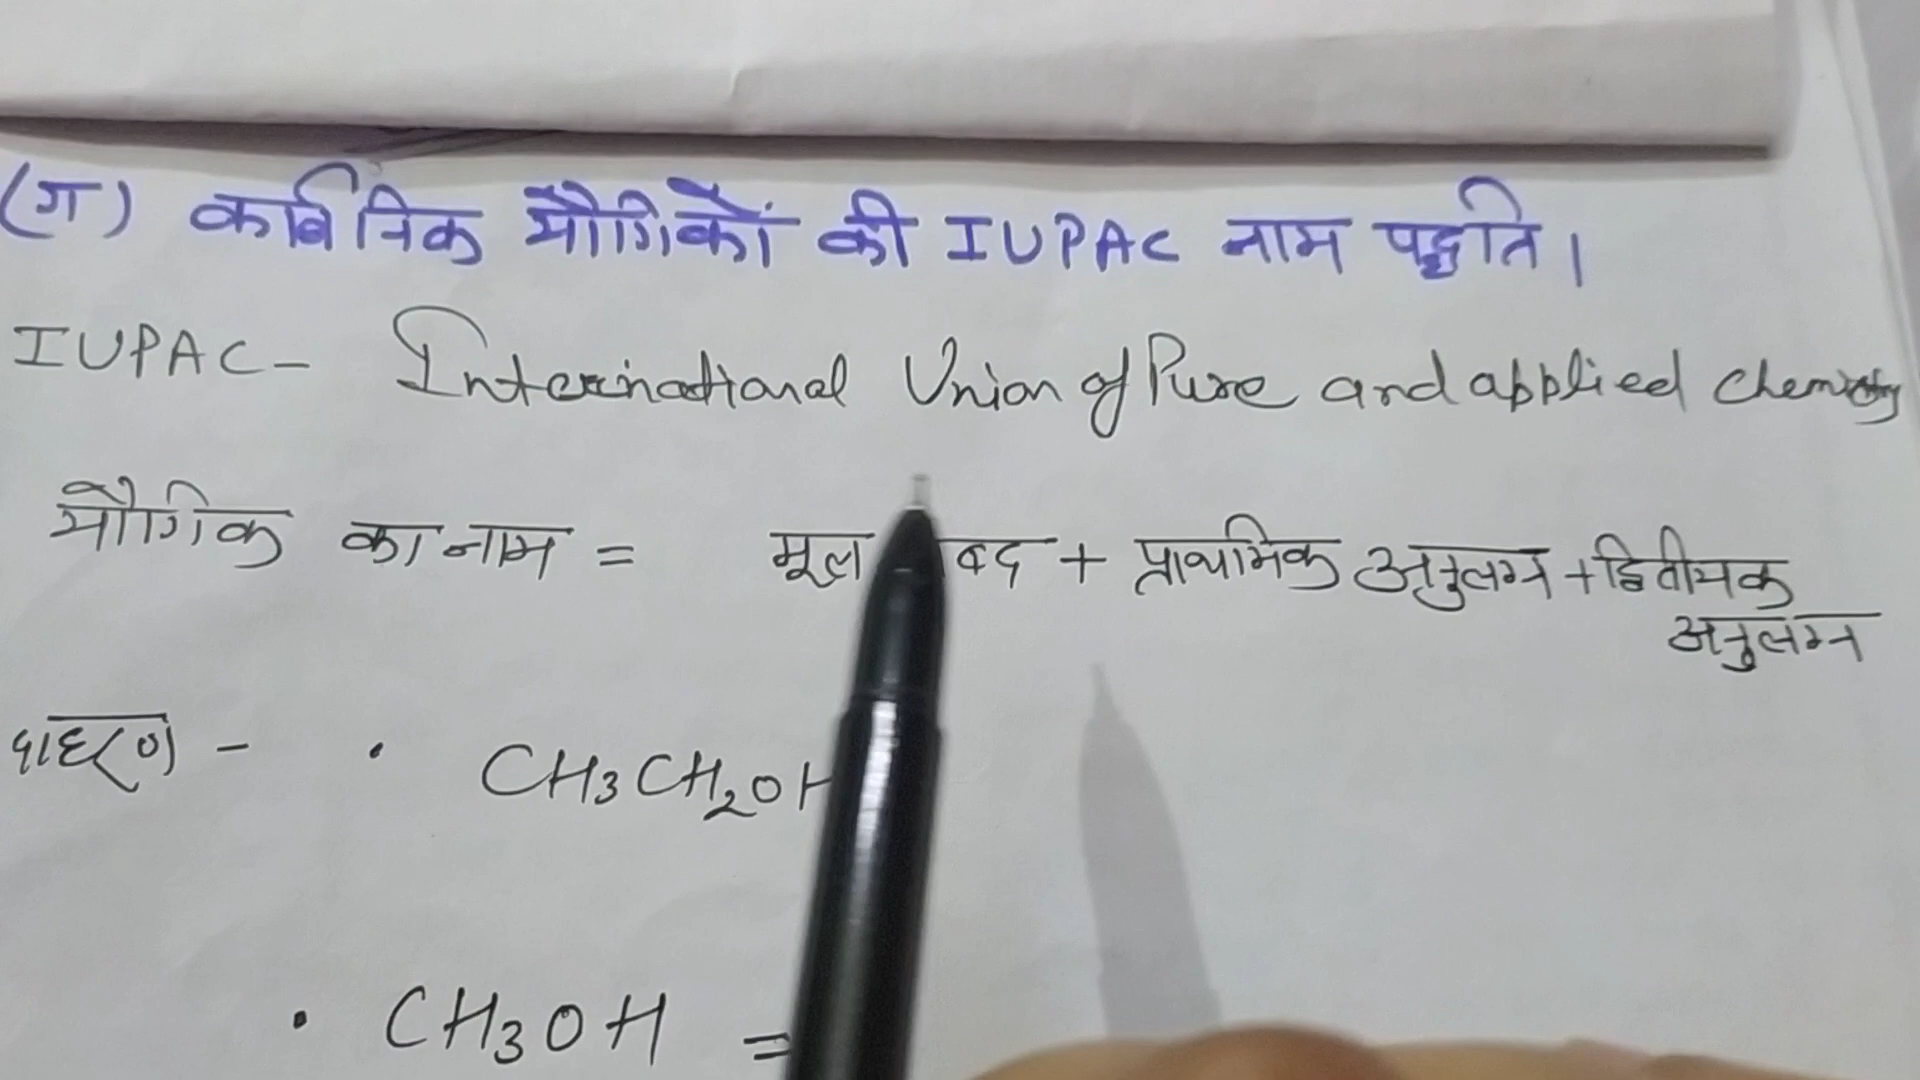 (ग) कार्बनिक यौगिकों की IUPAC नाम पद्धति।
IUPAC- International Union of Pure and applied chemistry
यौगिक का नाम = मूल ब्द + प्राथमिक अनुलग्न + द्वितीयक
अनुलग्न
दाहरण - • CH3CH2OH
• CH3OH =